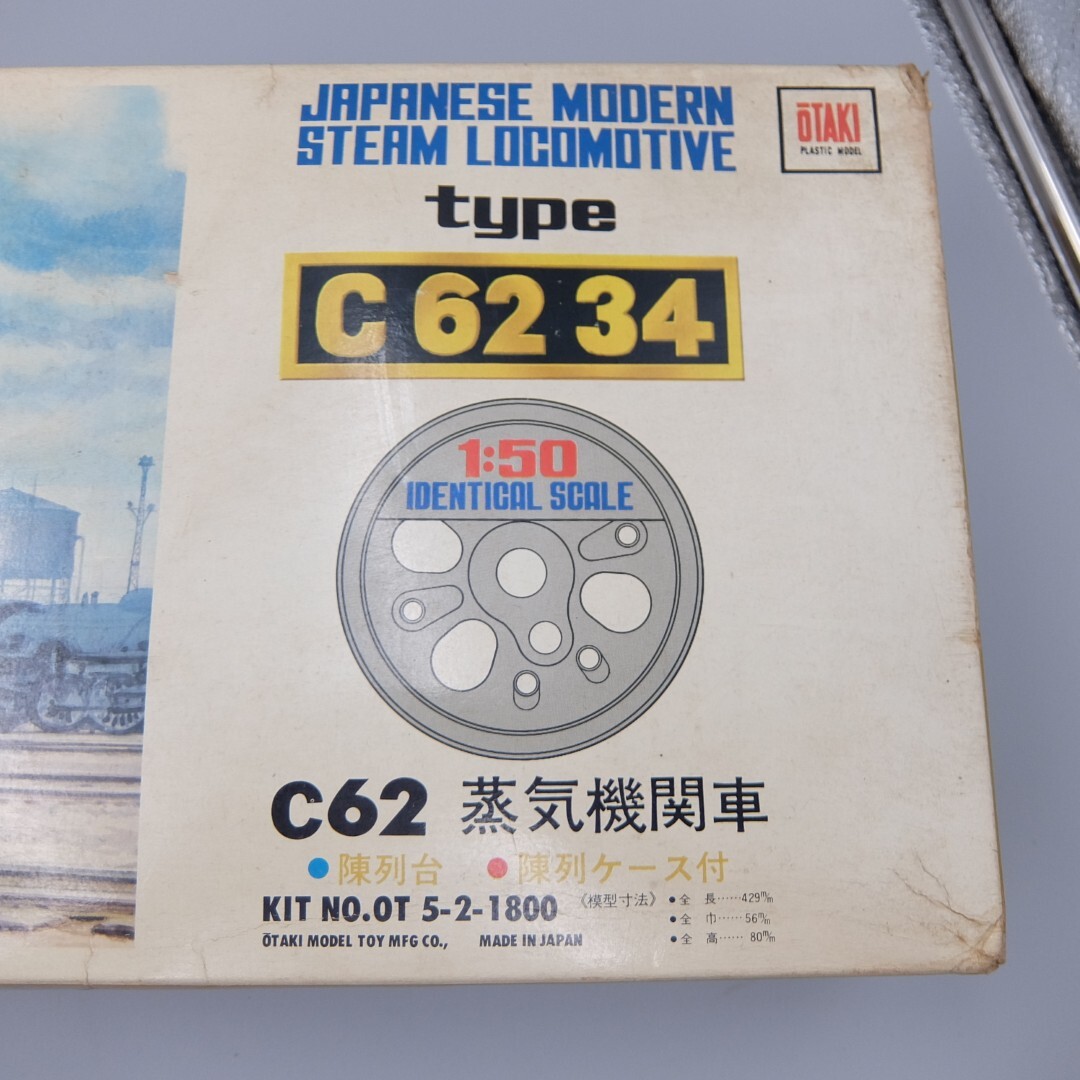 JAPANESE MODERN
STEAM LOCOMOTIVE
ŌTAKI
PLASTIC MODEL
type
C 62 34
1:50
IDENTICAL SCALE
C62 蒸気機関車
●陳列台 ●陳列ケース付
KIT NO.OT 5-2-1800 《模型寸法》 ●全 長……429m/m
●全 巾……56m/m
ŌTAKI MODEL TOY MFG CO., MADE IN JAPAN ●全 高……80m/m